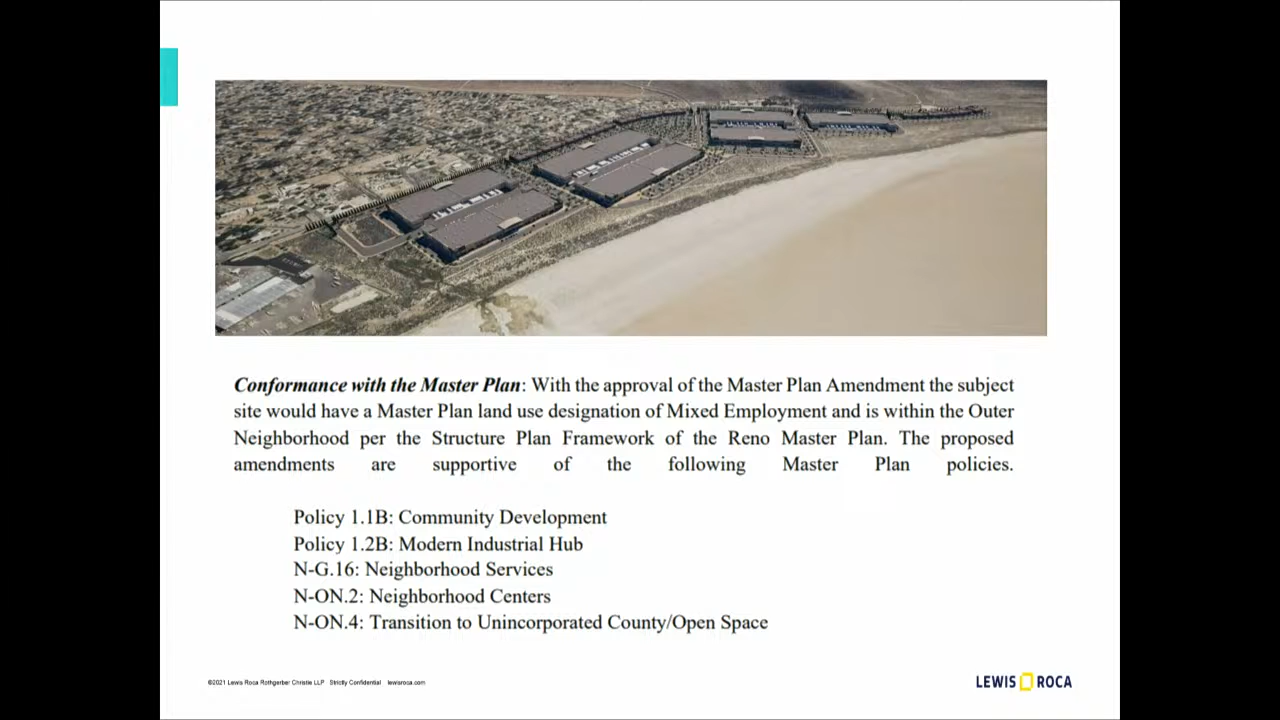 Conformance with the Master Plan: With the approval of the Master Plan Amendment the subject
site would have a Master Plan land use designation of Mixed Employment and is within the Outer
Neighborhood per the Structure Plan Framework of the Reno Master Plan. The proposed
amendments are supportive of the following Master Plan policies.
Policy 1.1B: Community Development
Policy 1.2B: Modern Industrial Hub
N-G.16: Neighborhood Services
N-ON.2: Neighborhood Centers
N-ON.4: Transition to Unincorporated County/Open Space
©2021 Lewis Roca Rothgerber Christie LLP Strictly Confidential lewisroca.com
LEWIS ROCA